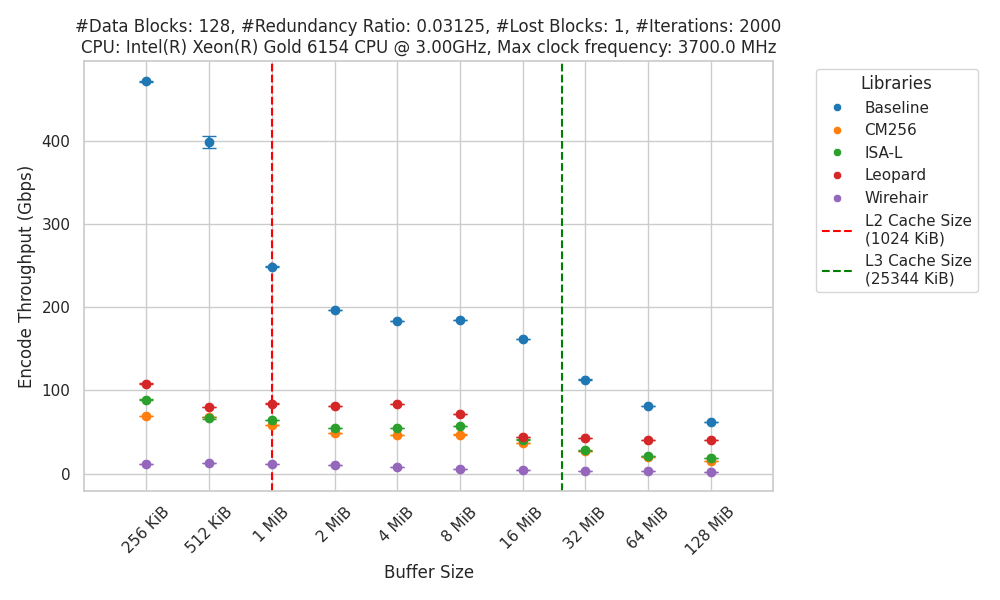 #Data Blocks: 128, #Redundancy Ratio: 0.03125, #Lost Blocks: 1, #Iterations: 2000
CPU: Intel(R) Xeon(R) Gold 6154 CPU @ 3.00GHz, Max clock frequency: 3700.0 MHz
Encode Throughput (Gbps)
400
300
200
100
0
256 KiB
512 KiB
1 MiB
2 MiB
4 MiB
8 MiB
16 MiB
32 MiB
64 MiB
128 MiB
Buffer Size
Libraries
Baseline
CM256
ISA-L
Leopard
Wirehair
L2 Cache Size
(1024 KiB)
L3 Cache Size
(25344 KiB)